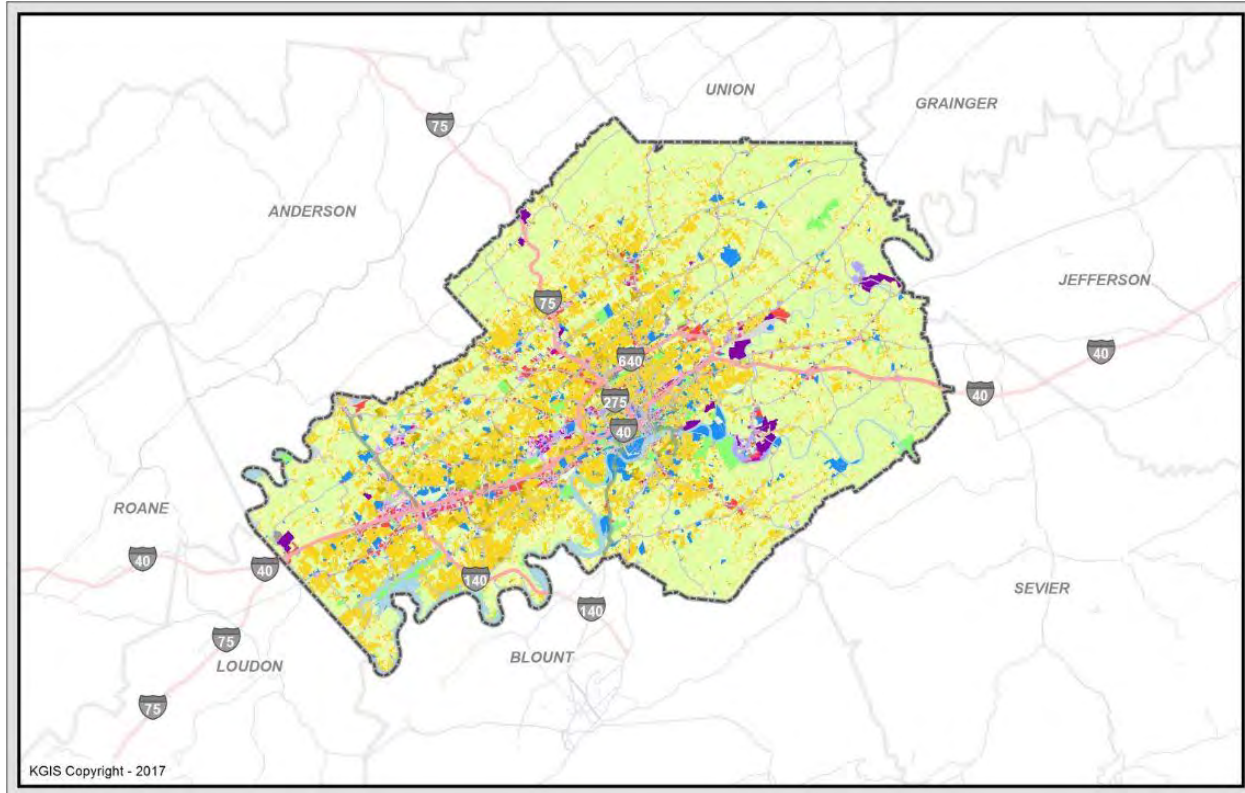 UNION
GRAINGER
75
ANDERSON
JEFFERSON
75
640
40
40
275
40
ROANE
40
40
140
SEVIER
140
75
BLOUNT
LOUDON
75
KGIS Copyright - 2017